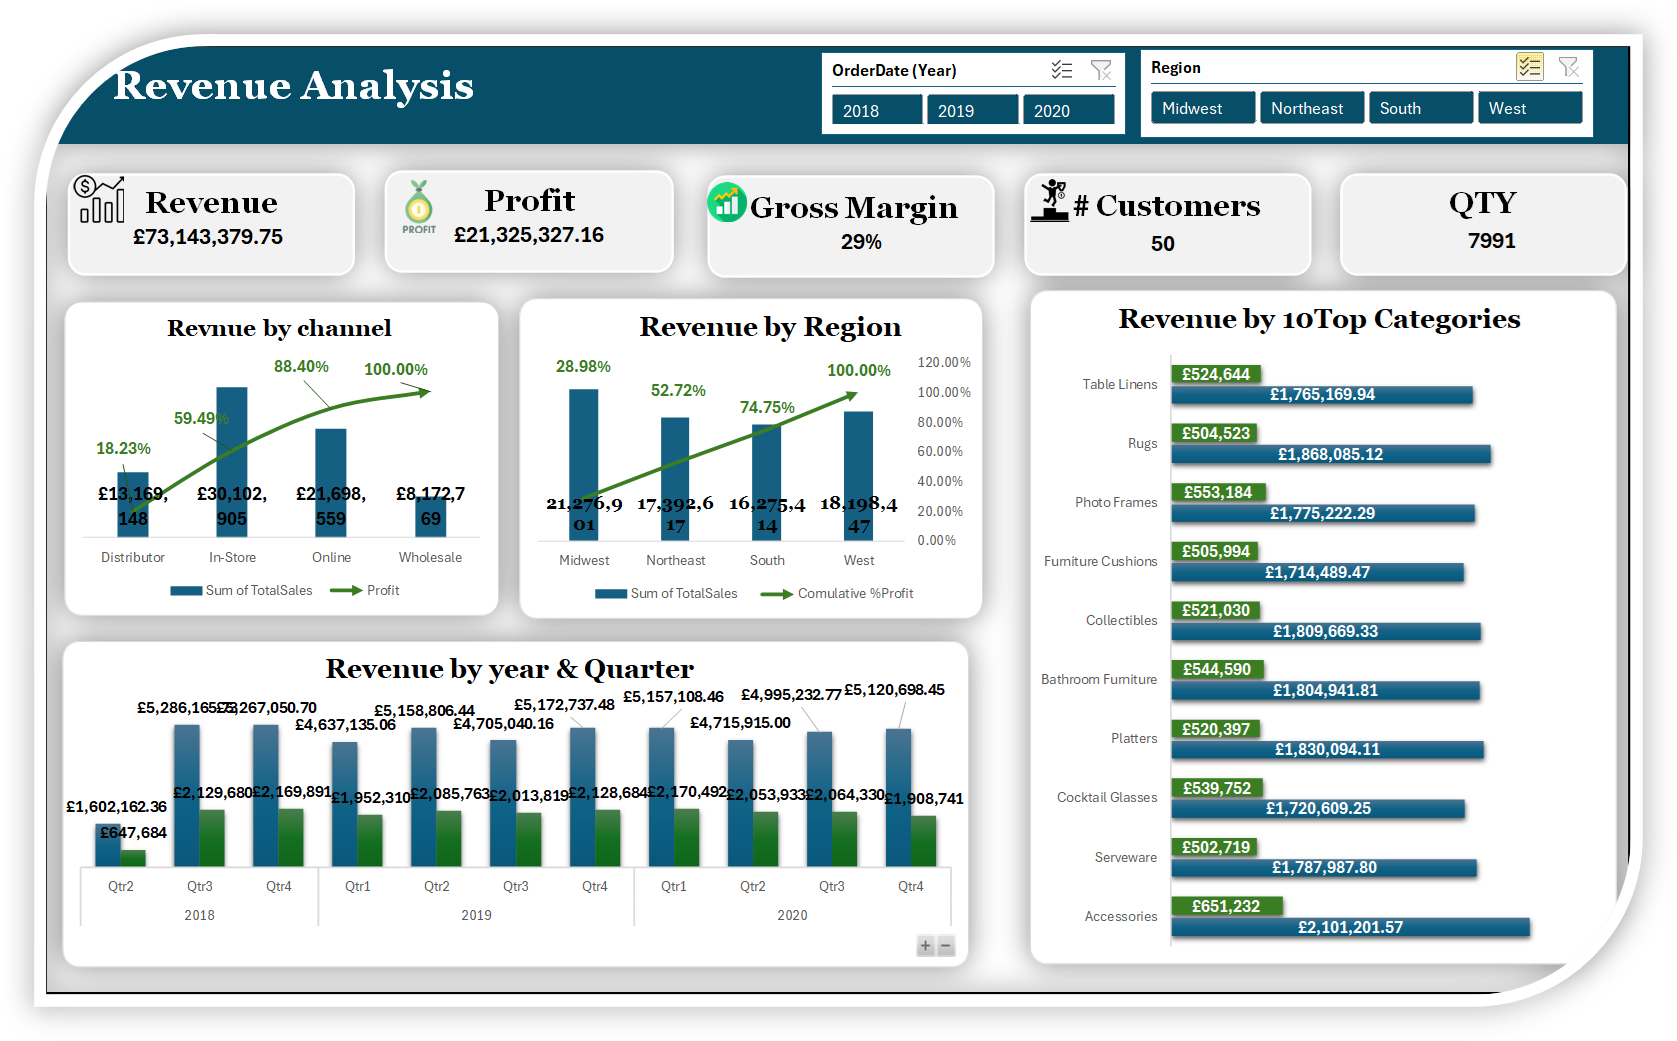 Revenue Analysis
OrderDate (Year)
2018 2019 2020
Region
Midwest Northeast South West
Revenue
£73,143,379.75
PROFIT
Profit
£21,325,327.16
Gross Margin
29%
# Customers
50
QTY
7991
Revnue by channel
88.40%
100.00%
59.49%
18.23%
£13,169,
148
£30,102,
905
£21,698,
559
£8,172,7
69
Distributor In-Store Online Wholesale
Sum of TotalSales Profit
Revenue by Region
28.98%
52.72%
74.75%
100.00%
120.00%
100.00%
80.00%
60.00%
40.00%
20.00%
0.00%
21,276,9
01
17,392,6
17
16,275,4
14
18,198,4
47
Midwest Northeast South West
Sum of TotalSales Comulative %Profit
Revenue by 10Top Categories
Table Linens £524,644
£1,765,169.94
Rugs £504,523
£1,868,085.12
Photo Frames £553,184
£1,775,222.29
Furniture Cushions £505,994
£1,714,489.47
Collectibles £521,030
£1,809,669.33
Bathroom Furniture £544,590
£1,804,941.81
Platters £520,397
£1,830,094.11
Cocktail Glasses £539,752
£1,720,609.25
Serveware £502,719
£1,787,987.80
Accessories £651,232
£2,101,201.57
Revenue by year & Quarter
£1,602,162.36 £5,286,165.73 £5,267,050.70 £4,637,135.06 £5,158,806.44 £4,705,040.16 £5,172,737.48 £5,157,108.46 £4,715,915.00 £4,995,232.77 £5,120,698.45
£647,684 £2,129,680 £2,169,891 £1,952,310 £2,085,763 £2,013,819 £2,128,684 £2,170,492 £2,053,933 £2,064,330 £1,908,741
Qtr2 Qtr3 Qtr4 Qtr1 Qtr2 Qtr3 Qtr4 Qtr1 Qtr2 Qtr3 Qtr4
2018 2019 2020